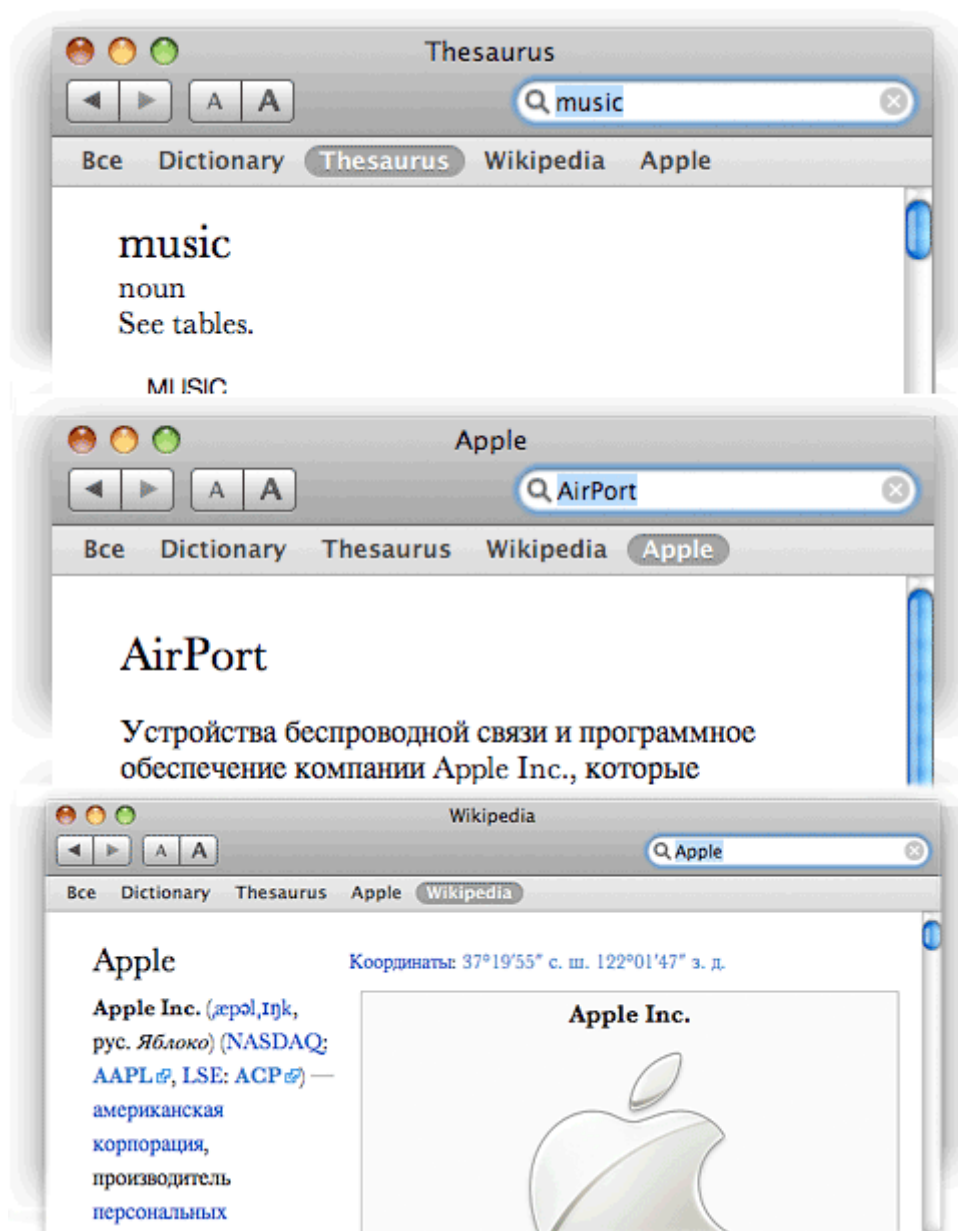 Thesaurus
A A music
Все Dictionary Thesaurus Wikipedia Apple
music
noun
See tables.
MUSIC
Apple
A A AirPort
Все Dictionary Thesaurus Wikipedia Apple
AirPort
Устройства беспроводной связи и программное
обеспечение компании Apple Inc., которые
Wikipedia
A A Apple
Все Dictionary Thesaurus Apple Wikipedia
Apple
Координаты: 37°19′55″ с. ш. 122°01′47″ з. д.
Apple Inc. (ˌæpəlˌɪŋk,
рус. Яблоко) (NASDAQ:
AAPL, LSE: ACP) —
американская
корпорация,
производитель
персональных
Apple Inc.